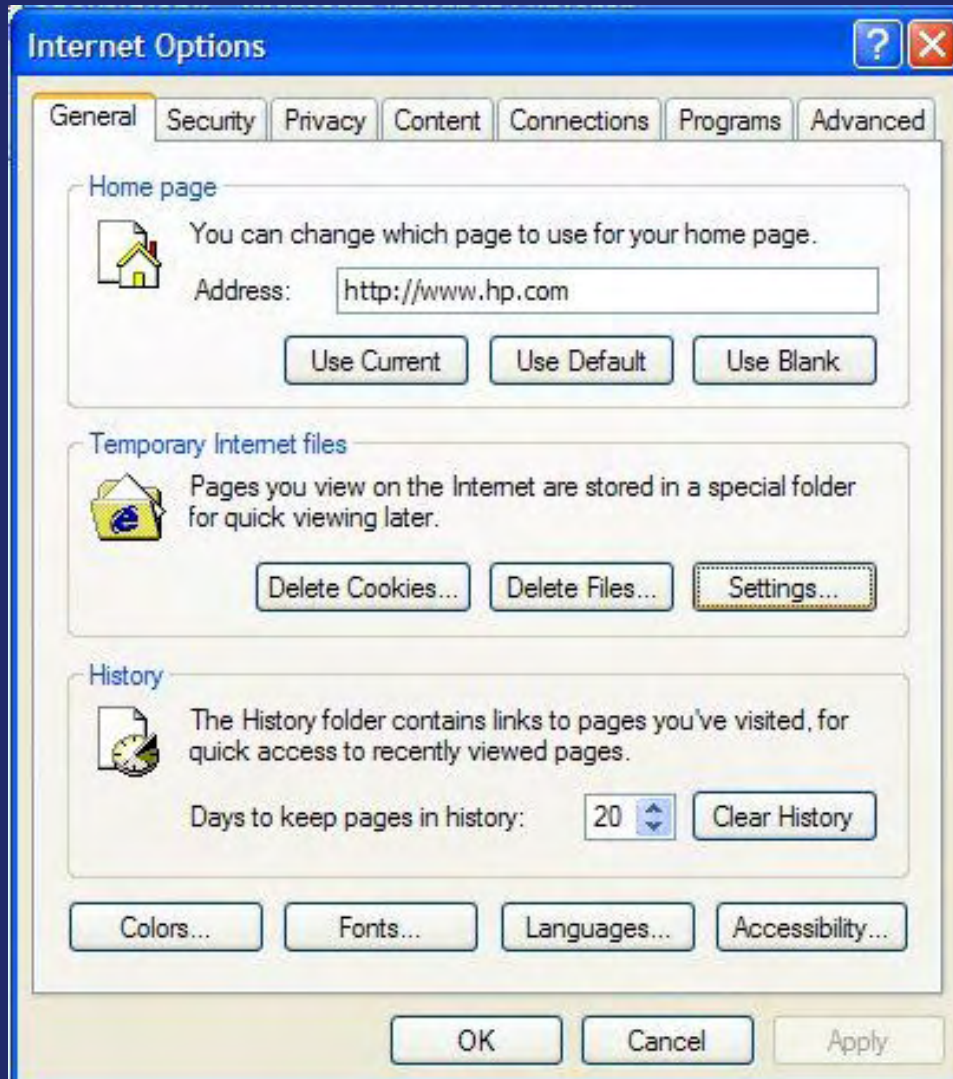 Internet Options
General Security Privacy Content Connections Programs Advanced
Home page
You can change which page to use for your home page.
Address: http://www.hp.com
Use Current Use Default Use Blank
Temporary Internet files
Pages you view on the Internet are stored in a special folder
for quick viewing later.
Delete Cookies... Delete Files... Settings...
History
The History folder contains links to pages you've visited, for
quick access to recently viewed pages.
Days to keep pages in history: 20 Clear History
Colors... Fonts... Languages... Accessibility...
OK Cancel Apply